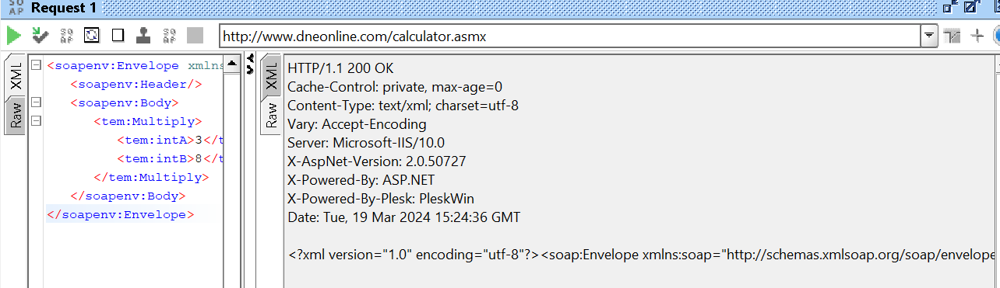 Request 1
http://www.dneonline.com/calculator.asmx
XML
Raw
<soapenv:Envelope xmlns
<soapenv:Header/>
<soapenv:Body>
<tem:Multiply>
<tem:intA>3</t
<tem:intB>8</t
</tem:Multiply>
</soapenv:Body>
</soapenv:Envelope>
XML
Raw
HTTP/1.1 200 OK
Cache-Control: private, max-age=0
Content-Type: text/xml; charset=utf-8
Vary: Accept-Encoding
Server: Microsoft-IIS/10.0
X-AspNet-Version: 2.0.50727
X-Powered-By: ASP.NET
X-Powered-By-Plesk: PleskWin
Date: Tue, 19 Mar 2024 15:24:36 GMT
<?xml version="1.0" encoding="utf-8"?><soap:Envelope xmlns:soap="http://schemas.xmlsoap.org/soap/envelope